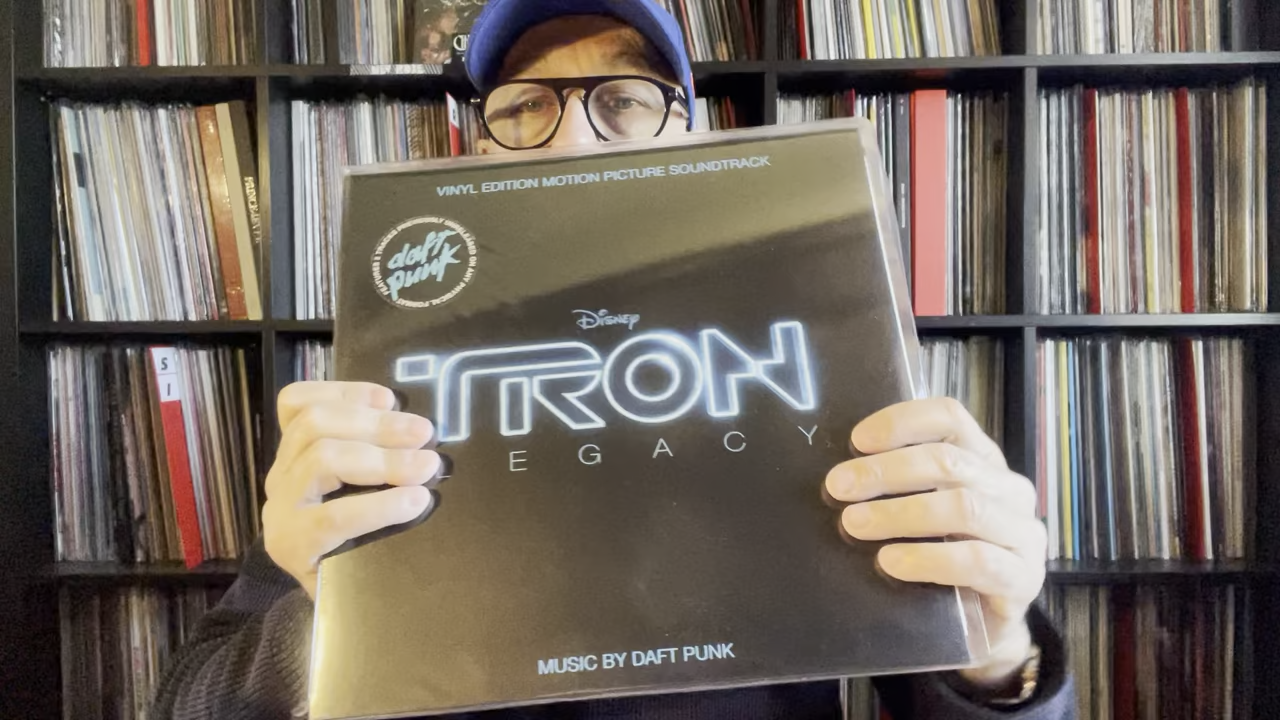 VINYL EDITION MOTION PICTURE SOUNDTRACK
daft
punk
Disney
TRON
EGACY
MUSIC BY DAFT PUNK
S
I